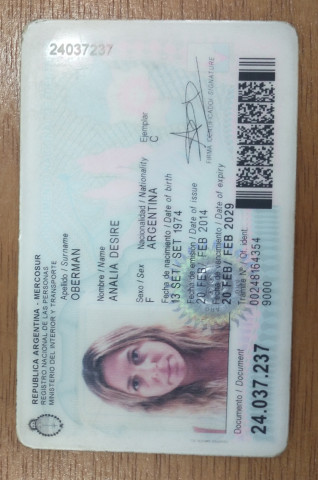 24037237
REPUBLICA ARGENTINA - MERCOSUR
REGISTRO NACIONAL DE LAS PERSONAS
MINISTERIO DEL INTERIOR Y TRANSPORTE
Apellido / Surname
OBERMAN
Nombre / Name
ANALIA DESIRE
Sexo / Sex Nacionalidad / Nationality Ejemplar
F ARGENTINA C
Fecha de nacimiento / Date of birth
13 SET/ SET 1974
Fecha de emisión / Date of issue
20 FEB/ FEB 2014
Fecha de vencimiento / Date of expiry
20 FEB/ FEB 2029
FIRMA IDENTIFICADO / SIGNATURE
Trámite Nº / Of. ident.
00248164354
9000
Documento / Document
24.037.237